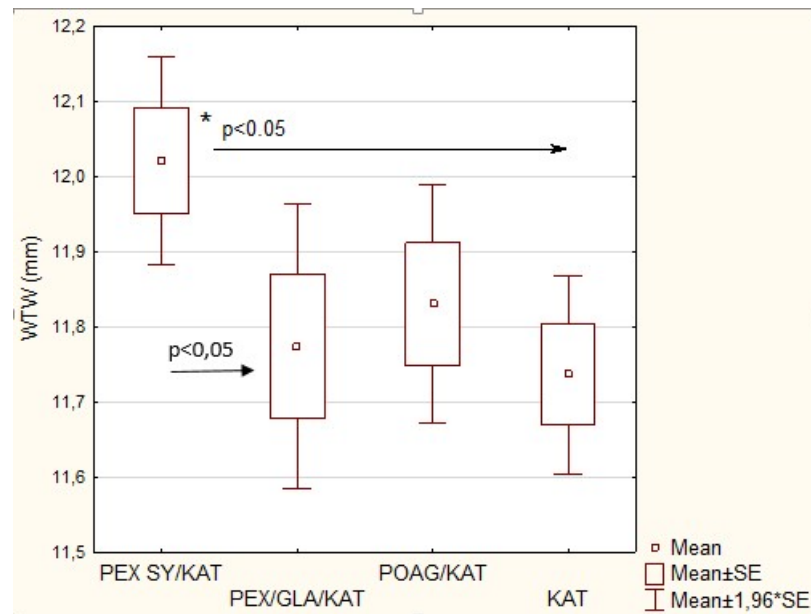 12,2
12,1
12,0
11,9
11,8
11,7
11,6
11,5
WTW (mm)
* p<0.05
p<0,05
PEX SY/KAT
PEX/GLA/KAT
POAG/KAT
KAT
Mean
Mean±SE
Mean±1,96*SE